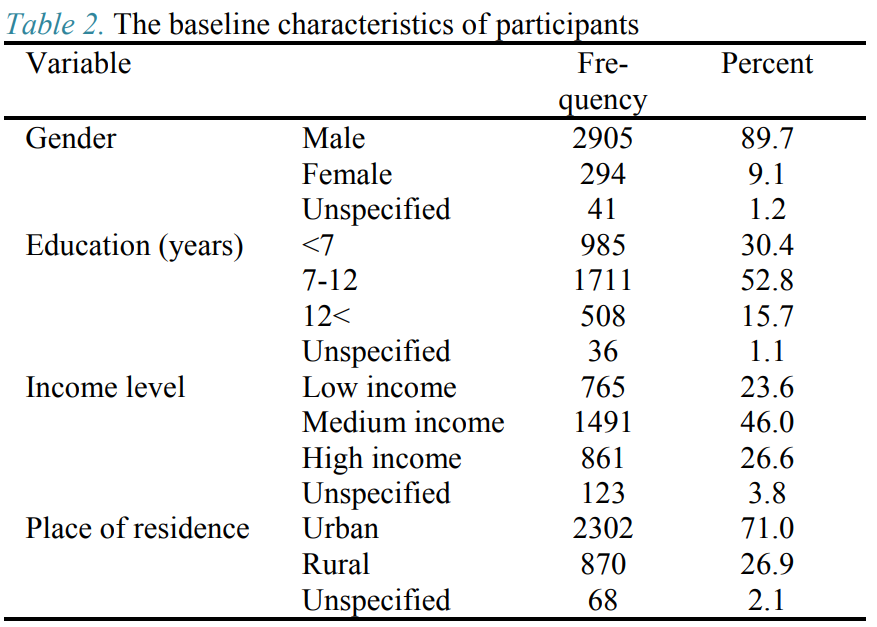 Table 2. The baseline characteristics of participants
Variable Fre- Percent
quency
Gender Male 2905 89.7
Female 294 9.1
Unspecified 41 1.2
Education (years) <7 985 30.4
7-12 1711 52.8
12< 508 15.7
Unspecified 36 1.1
Income level Low income 765 23.6
Medium income 1491 46.0
High income 861 26.6
Unspecified 123 3.8
Place of residence Urban 2302 71.0
Rural 870 26.9
Unspecified 68 2.1